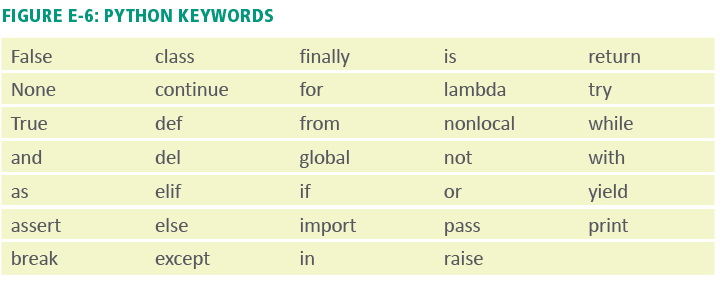 FIGURE E-6: PYTHON KEYWORDS
False class finally is return
None continue for lambda try
True def from nonlocal while
and del global not with
as elif if or yield
assert else import pass print
break except in raise